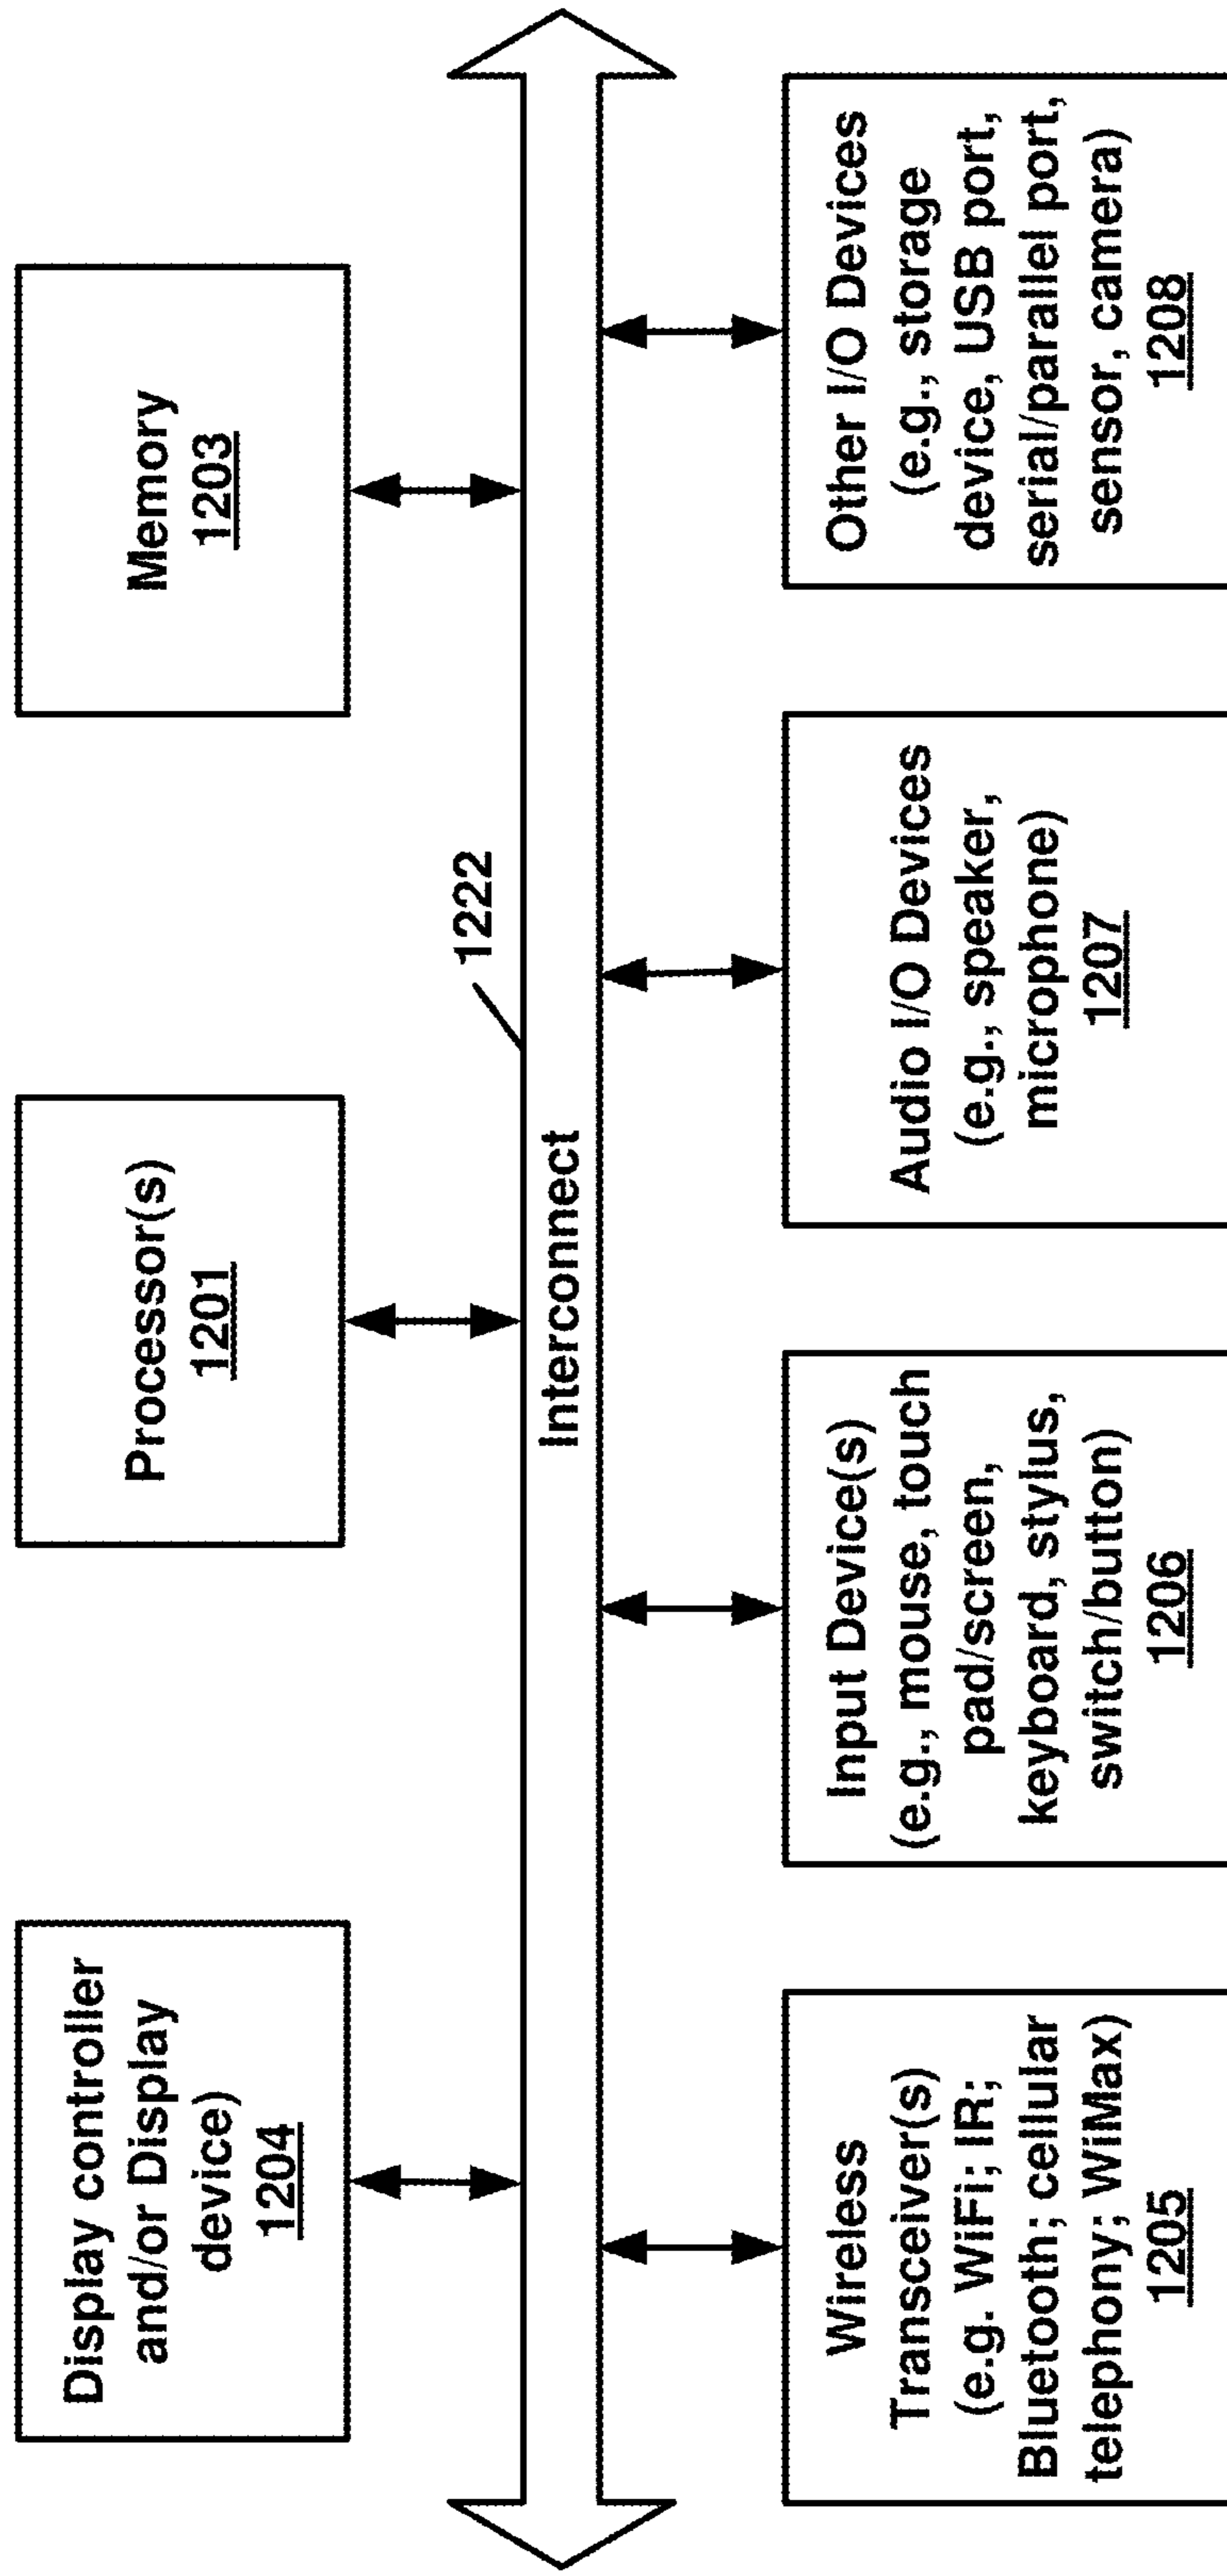 Display controller
and/or Display
device)
1204
Processor(s)
1201
Memory
1203
1222
Interconnect
Wireless
Transceiver(s)
(e.g. WiFi; IR;
Bluetooth; cellular
telephony; WiMax)
1205
Input Device(s)
(e.g., mouse, touch
pad/screen,
keyboard, stylus,
switch/button)
1206
Audio I/O Devices
(e.g., speaker,
microphone)
1207
Other I/O Devices
(e.g., storage
device, USB port,
serial/parallel port,
sensor, camera)
1208